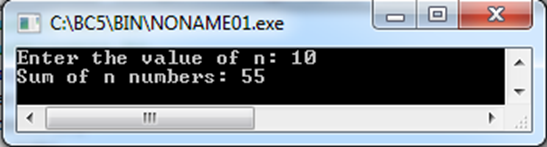 C:\BC5\BIN\NONAME01.exe
Enter the value of n: 10
Sum of n numbers: 55